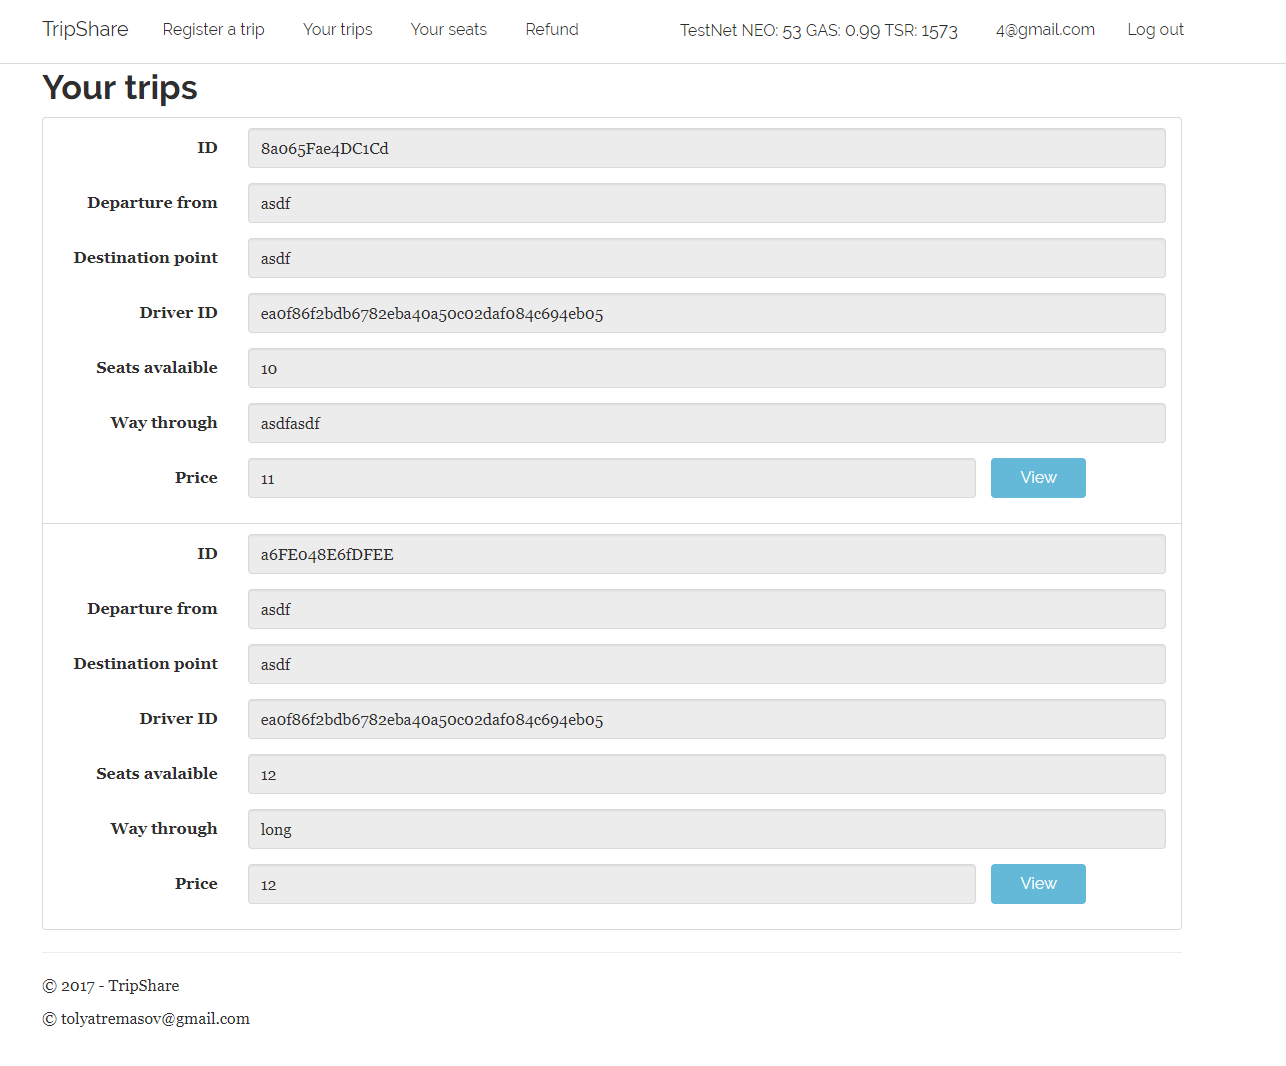 TripShare Register a trip Your trips Your seats Refund TestNet NEO: 53 GAS: 0.99 TSR: 1573 4@gmail.com Log out
Your trips
ID 8a065Fae4DC1Cd
Departure from asdf
Destination point asdf
Driver ID ea0f86f2bdb6782eba40a50c02daf084c694eb05
Seats avalaible 10
Way through asdfasdf
Price 11 View
ID a6FE048E6fDFEE
Departure from asdf
Destination point asdf
Driver ID ea0f86f2bdb6782eba40a50c02daf084c694eb05
Seats avalaible 12
Way through long
Price 12 View
© 2017 - TripShare
© tolyatremasov@gmail.com